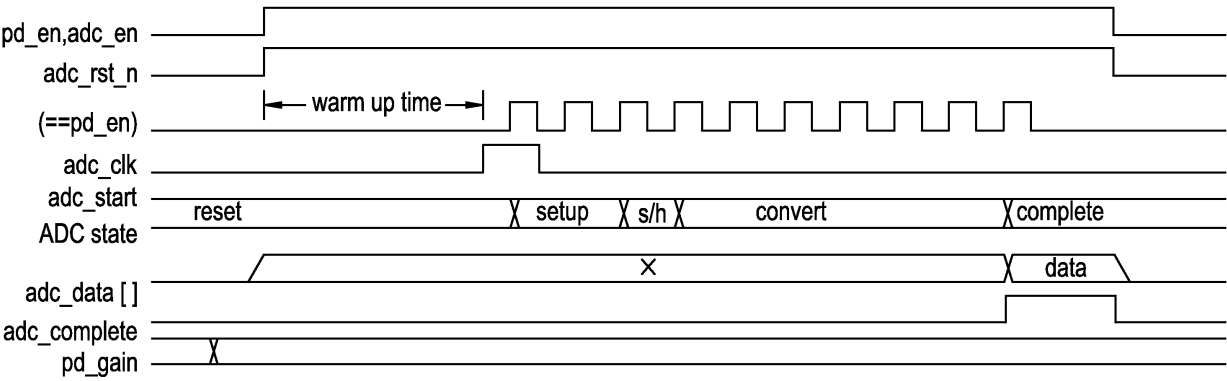 pd_en,adc_en
adc_rst_n
warm up time
(==pd_en)
adc_clk
adc_start
reset setup s/h convert complete
ADC state
X data
adc_data [ ]
adc_complete
pd_gain